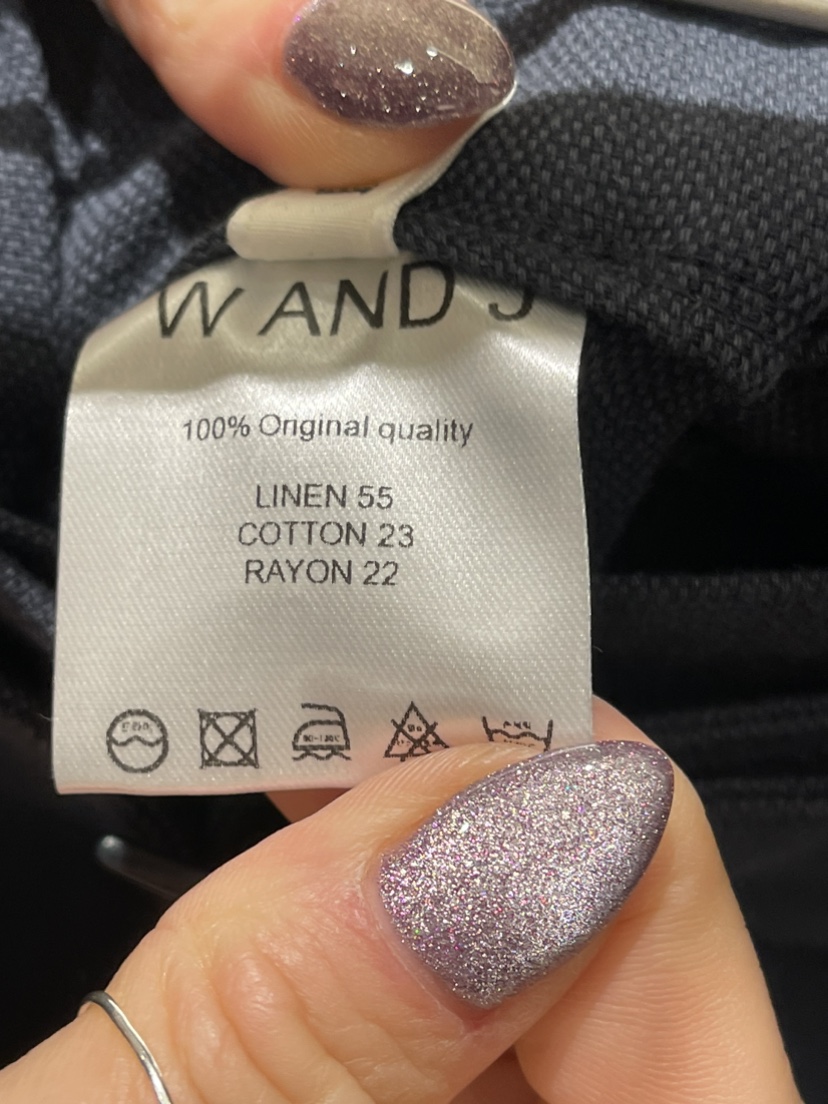 W AND J
100% Original quality
LINEN 55
COTTON 23
RAYON 22